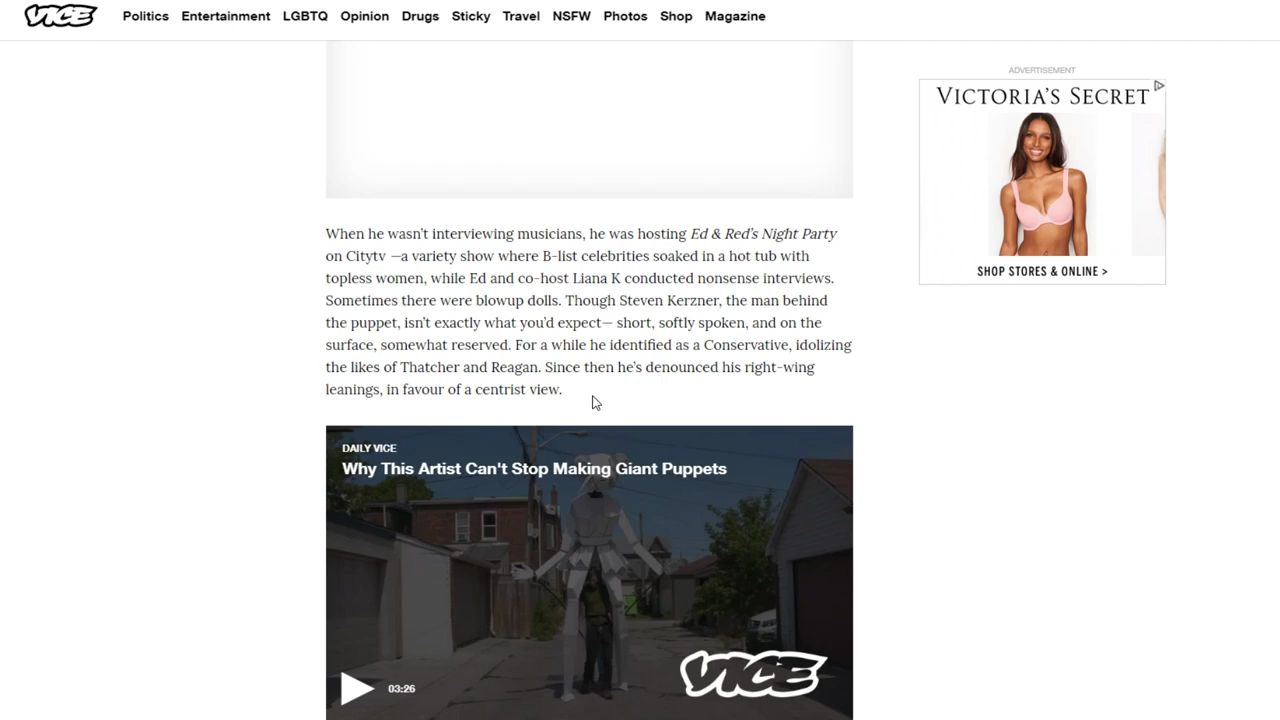 VICE
Politics
Entertainment
LGBTQ
Opinion
Drugs
Sticky
Travel
NSFW
Photos
Shop
Magazine
ADVERTISEMENT
VICTORIA'S SECRET
SHOP STORES & ONLINE >
When he wasn't interviewing musicians, he was hosting Ed & Red's Night Party
on Citytv —a variety show where B-list celebrities soaked in a hot tub with
topless women, while Ed and co-host Liana K conducted nonsense interviews.
Sometimes there were blowup dolls. Though Steven Kerzner, the man behind
the puppet, isn't exactly what you'd expect— short, softly spoken, and on the
surface, somewhat reserved. For a while he identified as a Conservative, idolizing
the likes of Thatcher and Reagan. Since then he's denounced his right-wing
leanings, in favour of a centrist view.
DAILY VICE
Why This Artist Can't Stop Making Giant Puppets
03:26
VICE